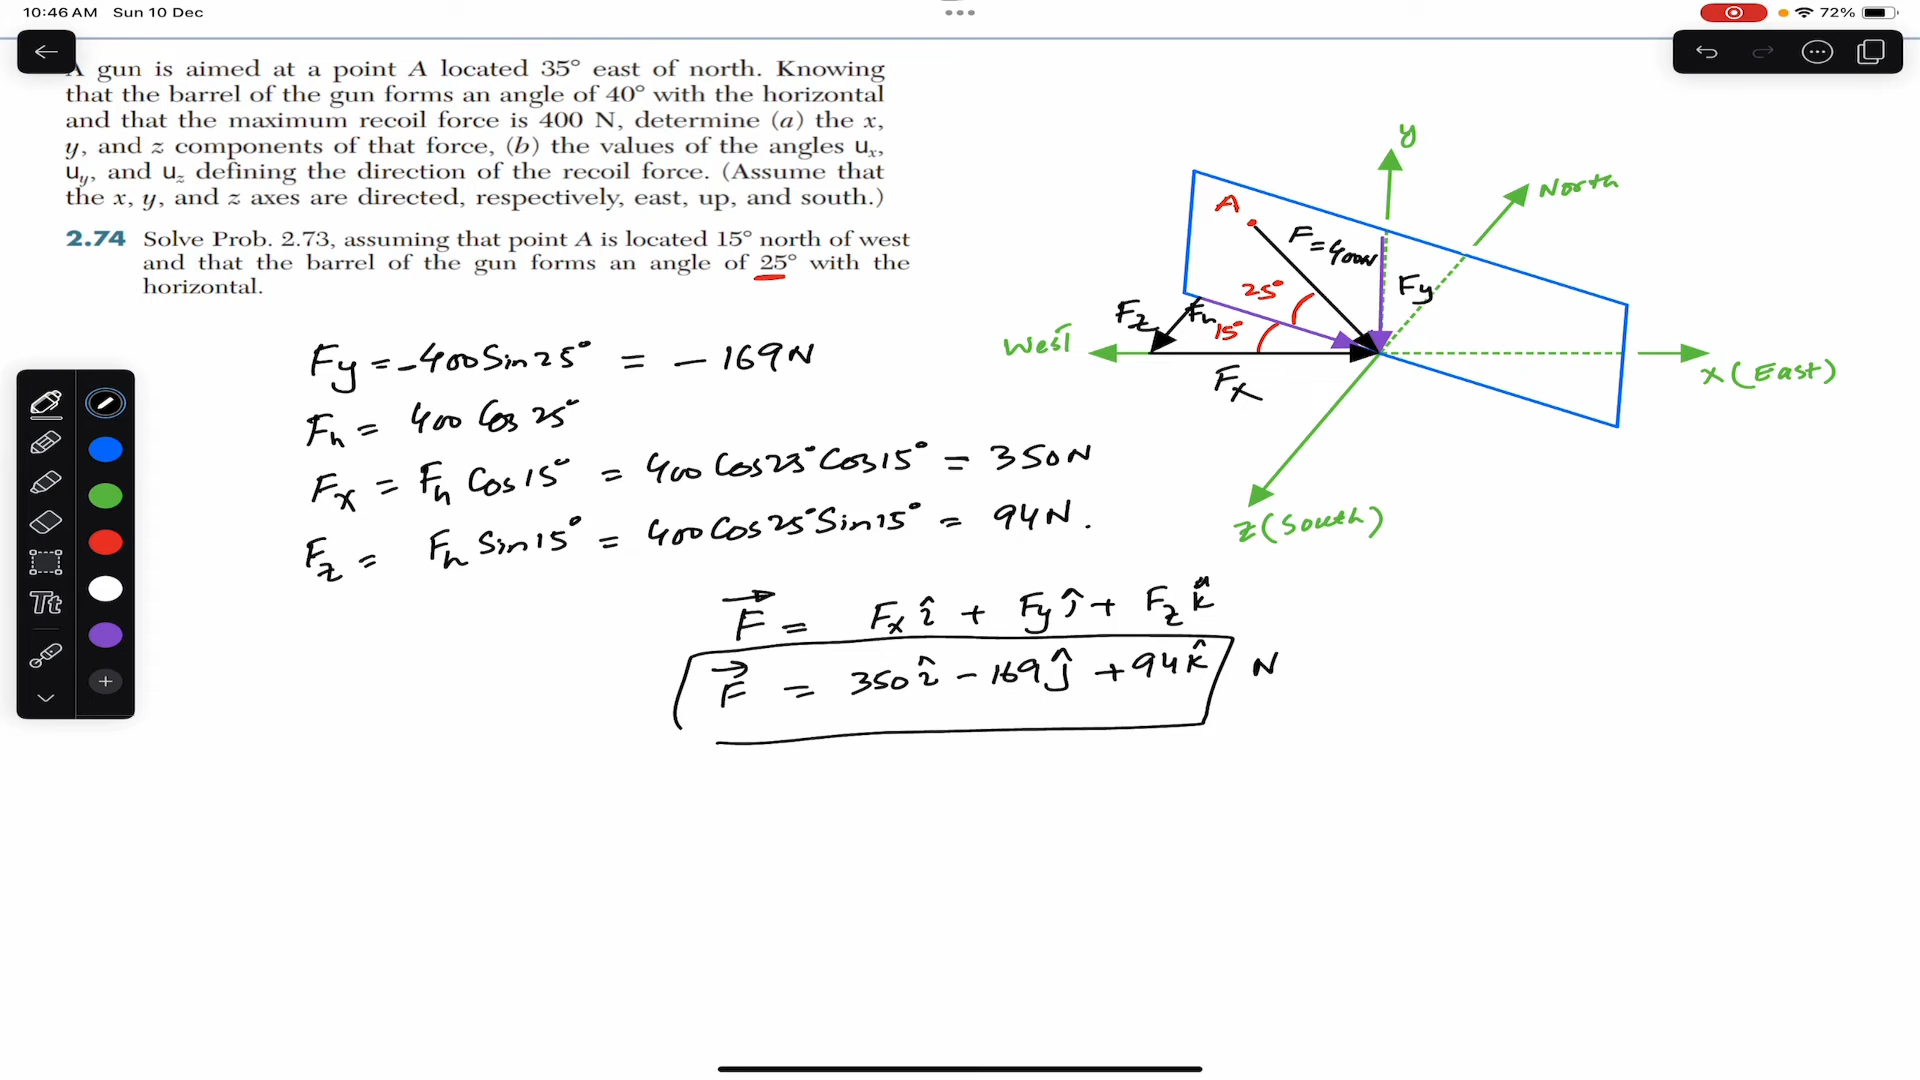 10:46 AM Sun 10 Dec
72%
A gun is aimed at a point A located 35° east of north. Knowing
that the barrel of the gun forms an angle of 40° with the horizontal
and that the maximum recoil force is 400 N, determine (a) the x,
y, and z components of that force, (b) the values of the angles uₓ,
u_y, and u_z defining the direction of the recoil force. (Assume that
the x, y, and z axes are directed, respectively, east, up, and south.)
2.74 Solve Prob. 2.73, assuming that point A is located 15° north of west
and that the barrel of the gun forms an angle of 25° with the
horizontal.
y
North
A
F=400N
Fy
25°
Fz
Fh
15°
West
Fx
x (East)
z (South)
Fy = -400 Sin 25° = - 169 N
Fh = 400 Cos 25°
Fx = Fh Cos 15° = 400 Cos 25° Cos 15° = 350 N
Fz = Fh Sin 15° = 400 Cos 25° Sin 15° = 94 N.
F⃗ = Fx î + Fy ĵ + Fz k̂
F⃗ = 350 î - 169 ĵ + 94 k̂ N
Tt